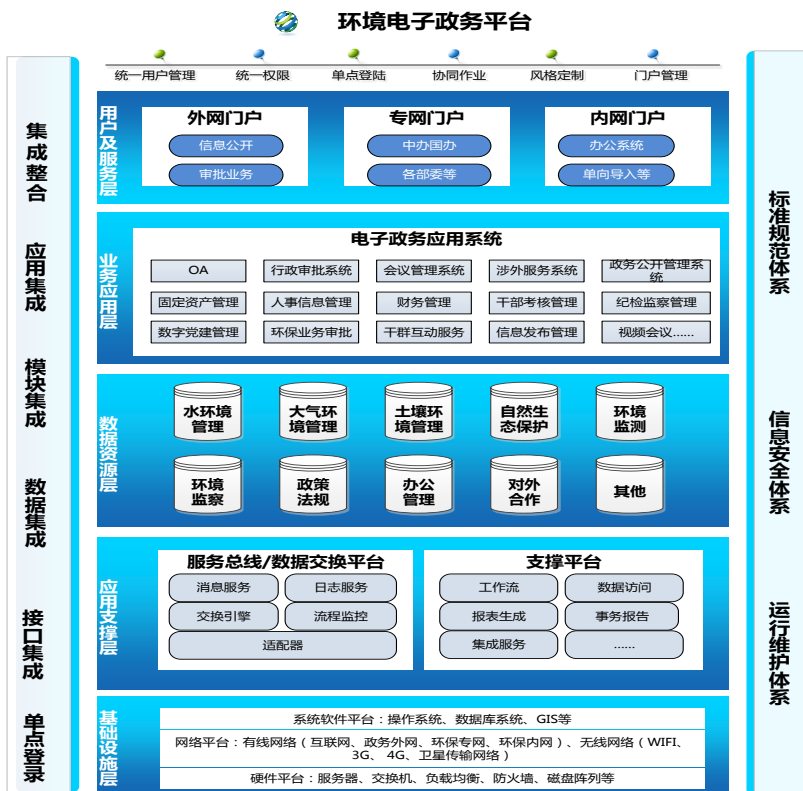 环境电子政务平台
统一用户管理
统一权限
单点登陆
协同作业
风格定制
门户管理
集成整合
应用集成
模块集成
数据集成
接口集成
单点登录
用户及服务层
外网门户
信息公开
审批业务
专网门户
中办国办
各部委等
内网门户
办公系统
单向导入等
业务应用层
电子政务应用系统
OA
行政审批系统
会议管理系统
涉外服务系统
政务公开管理系
统
固定资产管理
人事信息管理
财务管理
干部考核管理
纪检监察管理
数字党建管理
环保业务审批
干群互动服务
信息发布管理
视频会议......
数据资源层
水环境
管理
大气环
境管理
土壤环
境管理
自然生
态保护
环境
监测
环境
监察
政策
法规
办公
管理
对外
合作
其他
应用支撑层
服务总线/数据交换平台
消息服务
日志服务
交换引擎
流程监控
适配器
支撑平台
工作流
数据访问
报表生成
事务报告
集成服务
......
基础设施层
系统软件平台：操作系统、数据库系统、GIS等
网络平台：有线网络（互联网、政务外网、环保专网、环保内网）、无线网络（WIFI、
3G、 4G、卫星传输网络）
硬件平台：服务器、交换机、负载均衡、防火墙、磁盘阵列等
标准规范体系
信息安全体系
运行维护体系